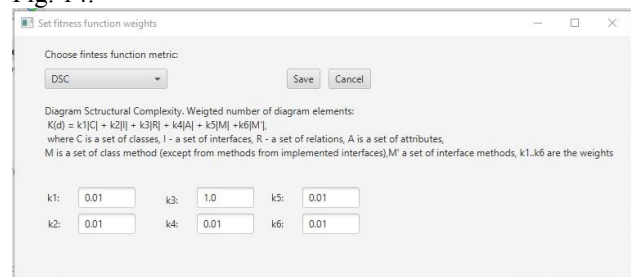 Fig. 14.
Set fitness function weights
Choose fintess function metric:
DSC
Save Cancel
Diagram Sctructural Complexity. Weigted number of diagram elements:
K(d) = k1|C| + k2|I| + k3|R| + k4|A| + k5|M| +k6|M'|,
where C is a set of classes, I - a set of interfaces, R - a set of relations, A is a set of attributes,
M is a set of class method (except from methods from implemented interfaces),M' a set of interface methods, k1..k6 are the weights
k1: 0.01 k3: 1.0 k5: 0.01
k2: 0.01 k4: 0.01 k6: 0.01